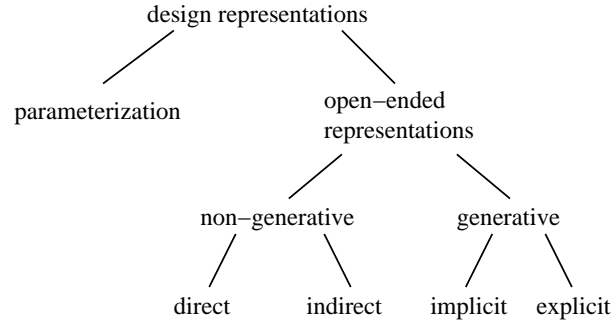 design representations
parameterization
open−ended
representations
non−generative
generative
direct
indirect
implicit
explicit